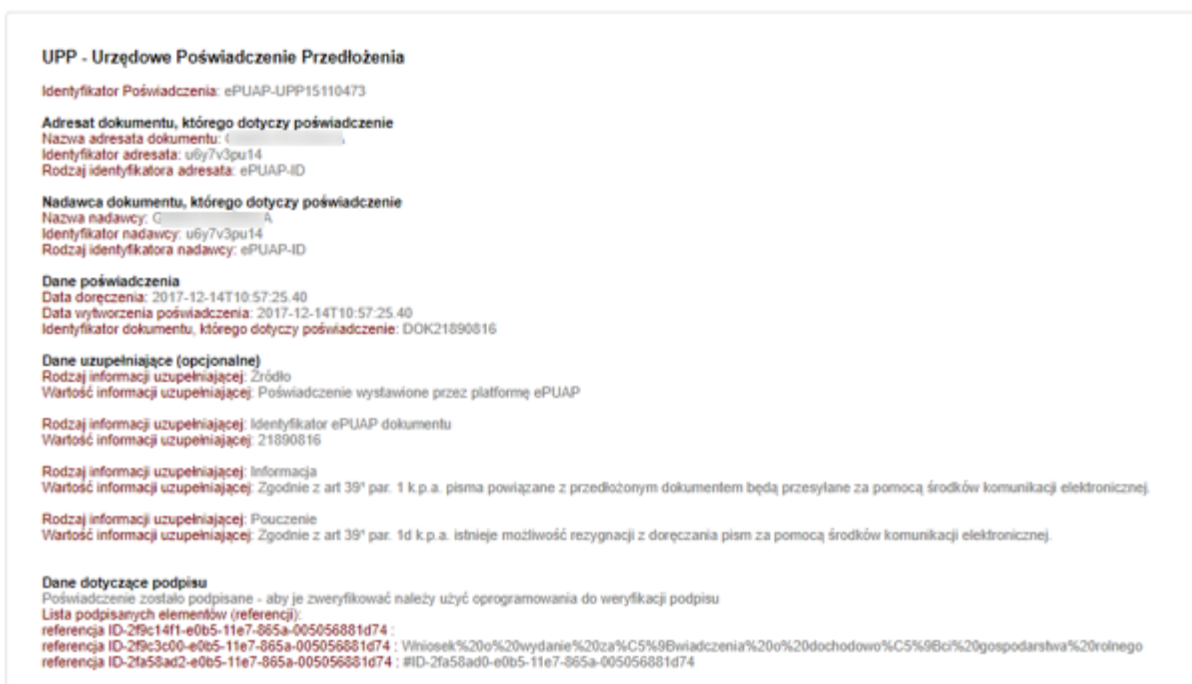 UPP - Urzędowe Poświadczenie Przedłożenia
Identyfikator Poświadczenia: ePUAP-UPP15110473
Adresat dokumentu, którego dotyczy poświadczenie
Nazwa adresata dokumentu:
Identyfikator adresata: u6y7v3pu14
Rodzaj identyfikatora adresata: ePUAP-ID
Nadawca dokumentu, którego dotyczy poświadczenie
Nazwa nadawcy: G A
Identyfikator nadawcy: u6y7v3pu14
Rodzaj identyfikatora nadawcy: ePUAP-ID
Dane poświadczenia
Data doręczenia: 2017-12-14T10:57:25.40
Data wytworzenia poświadczenia: 2017-12-14T10:57:25.40
Identyfikator dokumentu, którego dotyczy poświadczenie: DOK21890816
Dane uzupełniające (opcjonalne)
Rodzaj informacji uzupełniającej: Źródło
Wartość informacji uzupełniającej: Poświadczenie wystawione przez platformę ePUAP
Rodzaj informacji uzupełniającej: Identyfikator ePUAP dokumentu
Wartość informacji uzupełniającej: 21890816
Rodzaj informacji uzupełniającej: Informacja
Wartość informacji uzupełniającej: Zgodnie z art 39¹ par. 1 k.p.a. pisma powiązane z przedłożonym dokumentem będą przesyłane za pomocą środków komunikacji elektronicznej.
Rodzaj informacji uzupełniającej: Pouczenie
Wartość informacji uzupełniającej: Zgodnie z art 39¹ par. 1d k.p.a. istnieje możliwość rezygnacji z doręczania pism za pomocą środków komunikacji elektronicznej.
Dane dotyczące podpisu
Poświadczenie zostało podpisane - aby je zweryfikować należy użyć oprogramowania do weryfikacji podpisu
Lista podpisanych elementów (referencji):
referencja ID-2f9c14f1-e0b5-11e7-865a-005056881d74 :
referencja ID-2f9c3c00-e0b5-11e7-865a-005056881d74 : Wniosek%20o%20wydanie%20za%C5%9Bwiadczenia%20o%20dochodowo%C5%9Bci%20gospodarstwa%20rolnego
referencja ID-2fa58ad2-e0b5-11e7-865a-005056881d74 : #ID-2fa58ad0-e0b5-11e7-865a-005056881d74